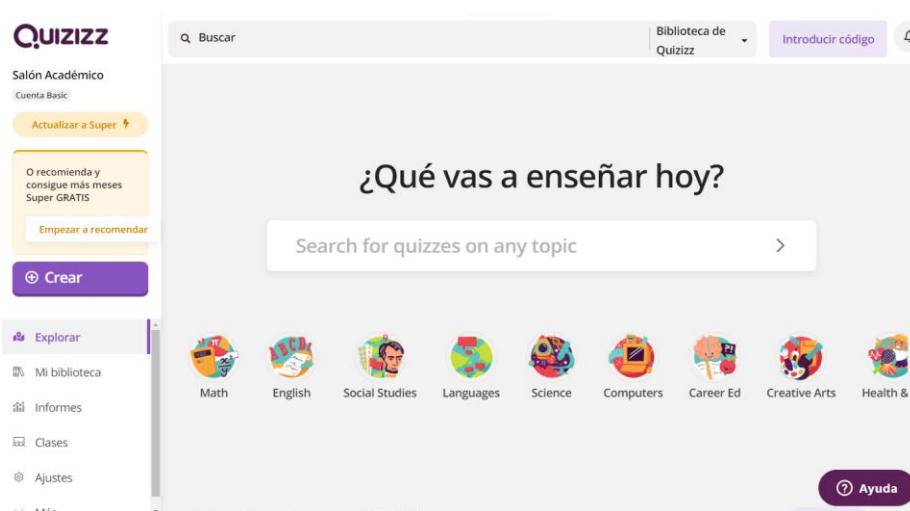 QUIZIZZ
Salón Académico
Cuenta Basic
Actualizar a Super
O recomienda y
consigue más meses
Super GRATIS
Empezar a recomendar
Crear
Explorar
Mi biblioteca
Informes
Clases
Ajustes
Buscar
Biblioteca de
Quizizz
Introducir código
¿Qué vas a enseñar hoy?
Search for quizzes on any topic
Math
English
Social Studies
Languages
Science
Computers
Career Ed
Creative Arts
Health &
Ayuda